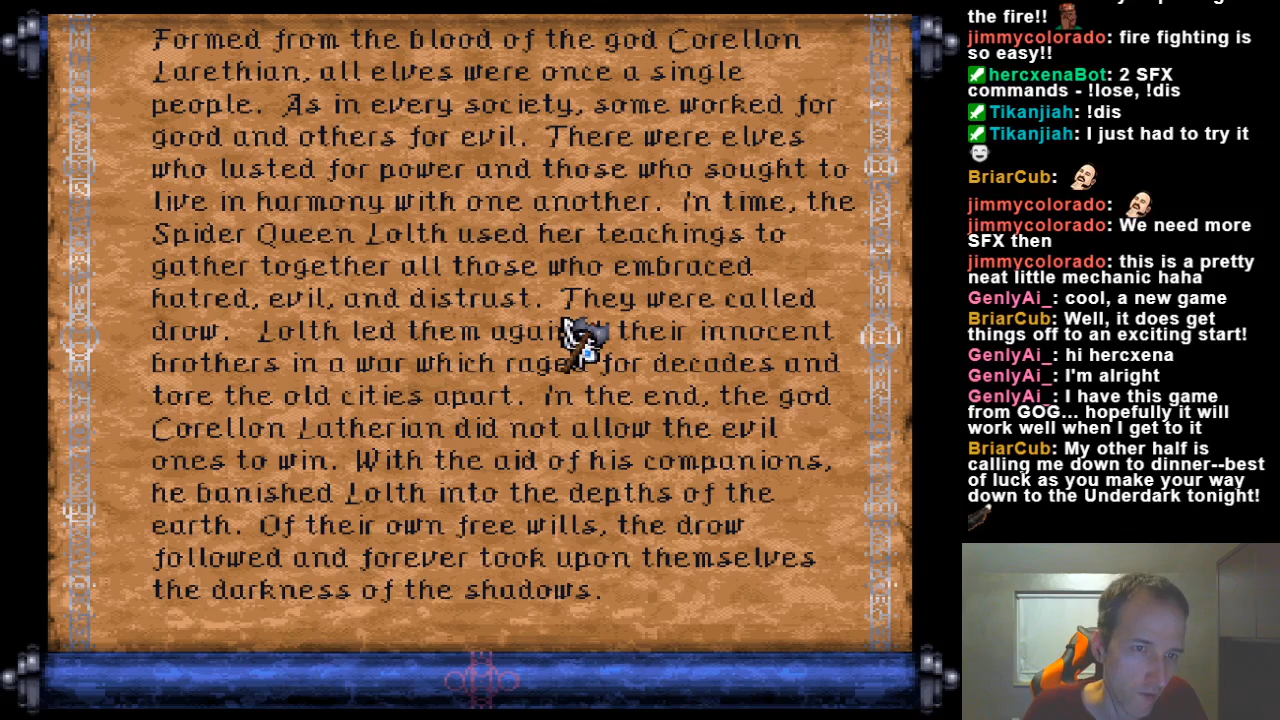 Formed from the blood of the god Corellon
Larethian, all elves were once a single
people. As in every society, some worked for
good and others for evil. There were elves
who lusted for power and those who sought to
live in harmony with one another. In time, the
Spider Queen Lolth used her teachings to
gather together all those who embraced
hatred, evil, and distrust. They were called
drow. Lolth led them their innocent
brothers in a war which for decades and
tore the old cities apart. In the end, the god
Corellon Latherian did not allow the evil
ones to win. With the aid of his companions,
he banished Lolth into the depths of the
earth. Of their own free wills, the drow
followed and forever took upon themselves
the darkness of the shadows.
the fire!!
jimmycolorado: fire fighting is
so easy!!
hercxenaBot: 2 SFX
commands - !lose, !dis
Tikanjiah: !dis
Tikanjiah: I just had to try it
BriarCub:
jimmycolorado:
jimmycolorado: We need more
SFX then
jimmycolorado: this is a pretty
neat little mechanic haha
GenlyAi_: cool, a new game
BriarCub: Well, it does get
things off to an exciting start!
GenlyAi_: hi hercxena
GenlyAi_: I'm alright
GenlyAi_: I have this game
from GOG... hopefully it will
work well when I get to it
BriarCub: My other half is
calling me down to dinner--best
of luck as you make your way
down to the Underdark tonight!